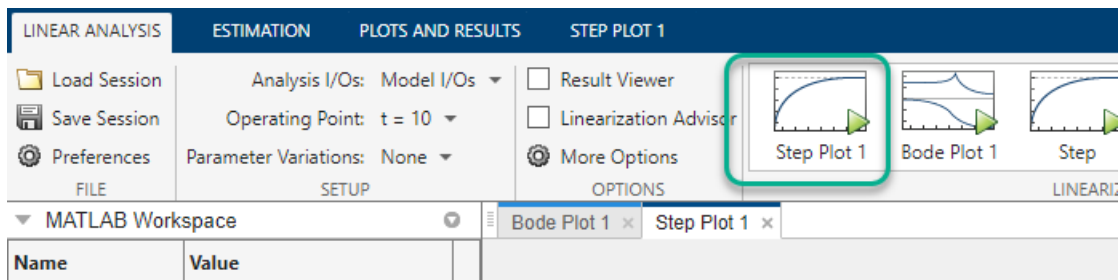 LINEAR ANALYSIS ESTIMATION PLOTS AND RESULTS STEP PLOT 1
Load Session Analysis I/Os: Model I/Os Result Viewer
Save Session Operating Point: t = 10 Linearization Advisor
Preferences Parameter Variations: None More Options Step Plot 1 Bode Plot 1 Step
FILE SETUP OPTIONS
MATLAB Workspace Bode Plot 1 × Step Plot 1 ×
Name Value